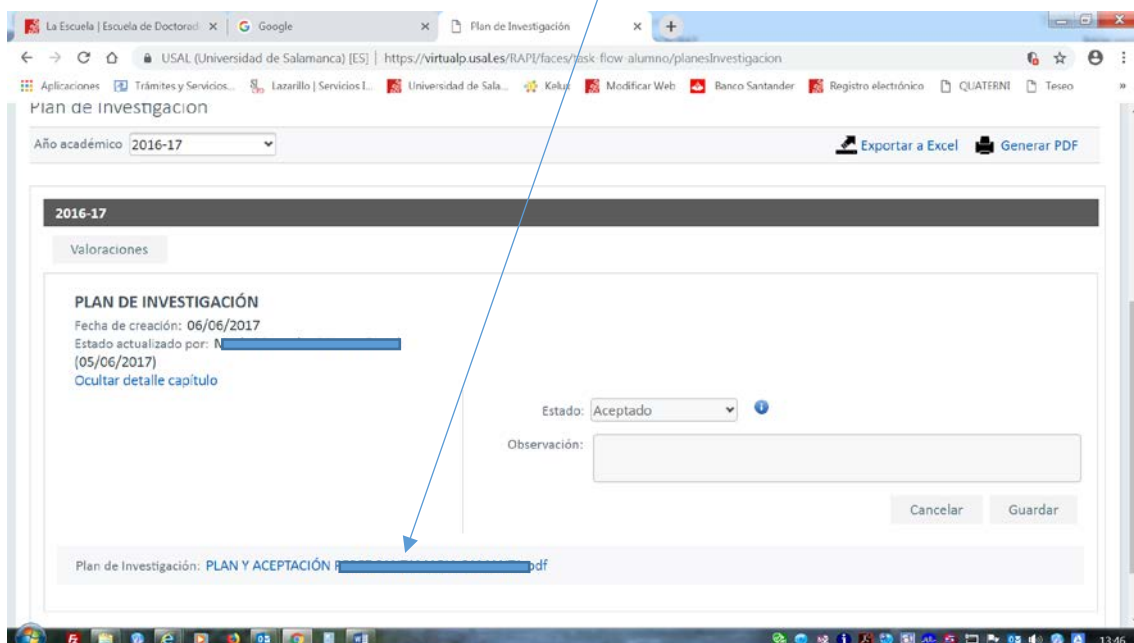 La Escuela | Escuela de Doctorad
Google
Plan de Investigación
USAL (Universidad de Salamanca) [ES] | https://virtualp.usal.es/RAPI/faces/task-flow-alumno/planesInvestigacion
Aplicaciones Trámites y Servicios... Lazarillo | Servicios I... Universidad de Sala... Kelux Modificar Web Banco Santander Registro electrónico QUATERNI Teseo »
Plan de Investigación
Año académico 2016-17 Exportar a Excel Generar PDF
2016-17
Valoraciones
PLAN DE INVESTIGACIÓN
Fecha de creación: 06/06/2017
Estado actualizado por:
(05/06/2017)
Ocultar detalle capítulo
Estado: Aceptado
Observación:
Cancelar Guardar
Plan de Investigación: PLAN Y ACEPTACIÓN pdf
13:46